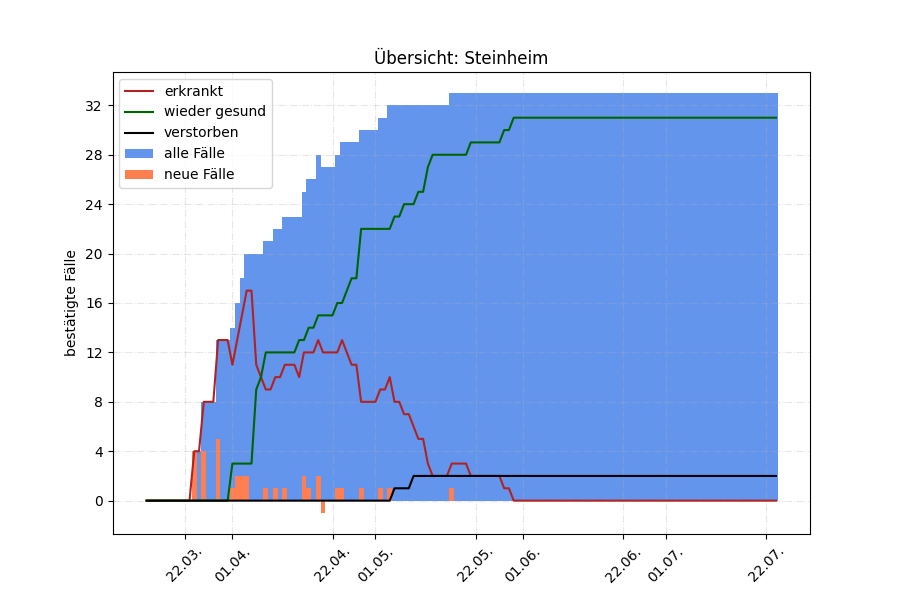 Übersicht: Steinheim
erkrankt
wieder gesund
verstorben
alle Fälle
neue Fälle
bestätigte Fälle
32
28
24
20
16
12
8
4
0
22.03.
01.04.
22.04.
01.05.
22.05.
01.06.
22.06.
01.07.
22.07.